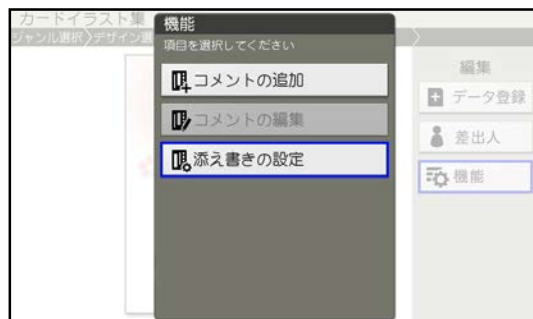 カードイラスト集
ジャンル選択〉デザイン選
機能
項目を選択してください
コメントの追加
コメントの編集
添え書きの設定
編集
データ登録
差出人
機能